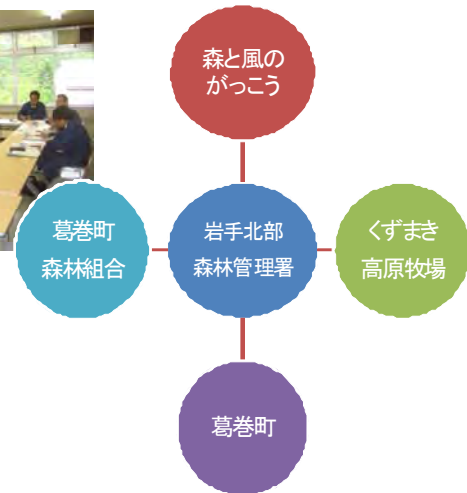 森と風の
がっこう
葛巻町
森林組合
岩手北部
森林管理署
くずまき
高原牧場
葛巻町